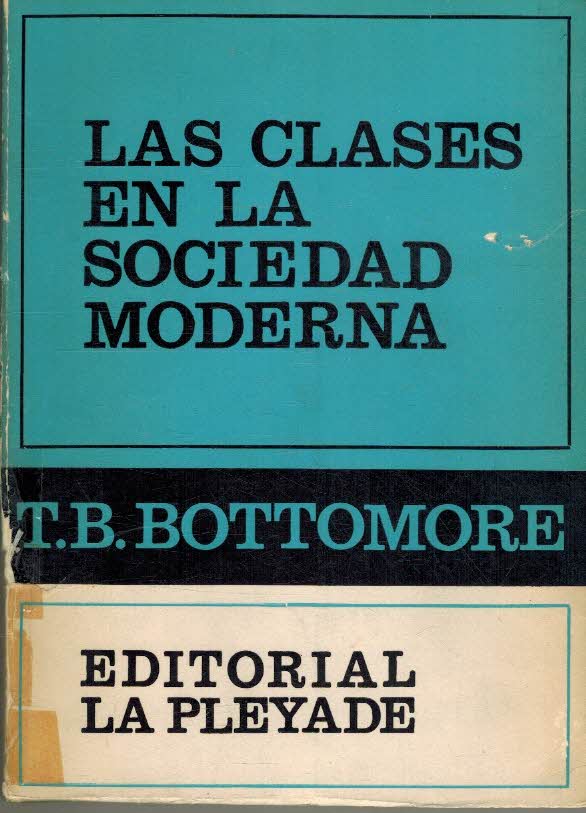 LAS CLASES
EN LA
SOCIEDAD
MODERNA
T.B. BOTTOMORE
EDITORIAL
LA PLEYADE